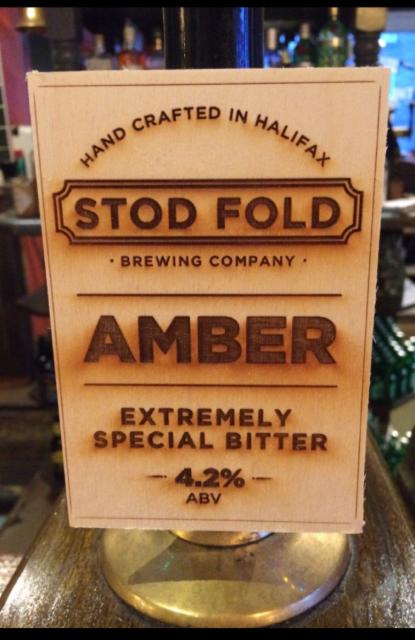 HAND CRAFTED IN HALIFAX
STOD FOLD
· BREWING COMPANY ·
AMBER
EXTREMELY
SPECIAL BITTER
4.2%
ABV